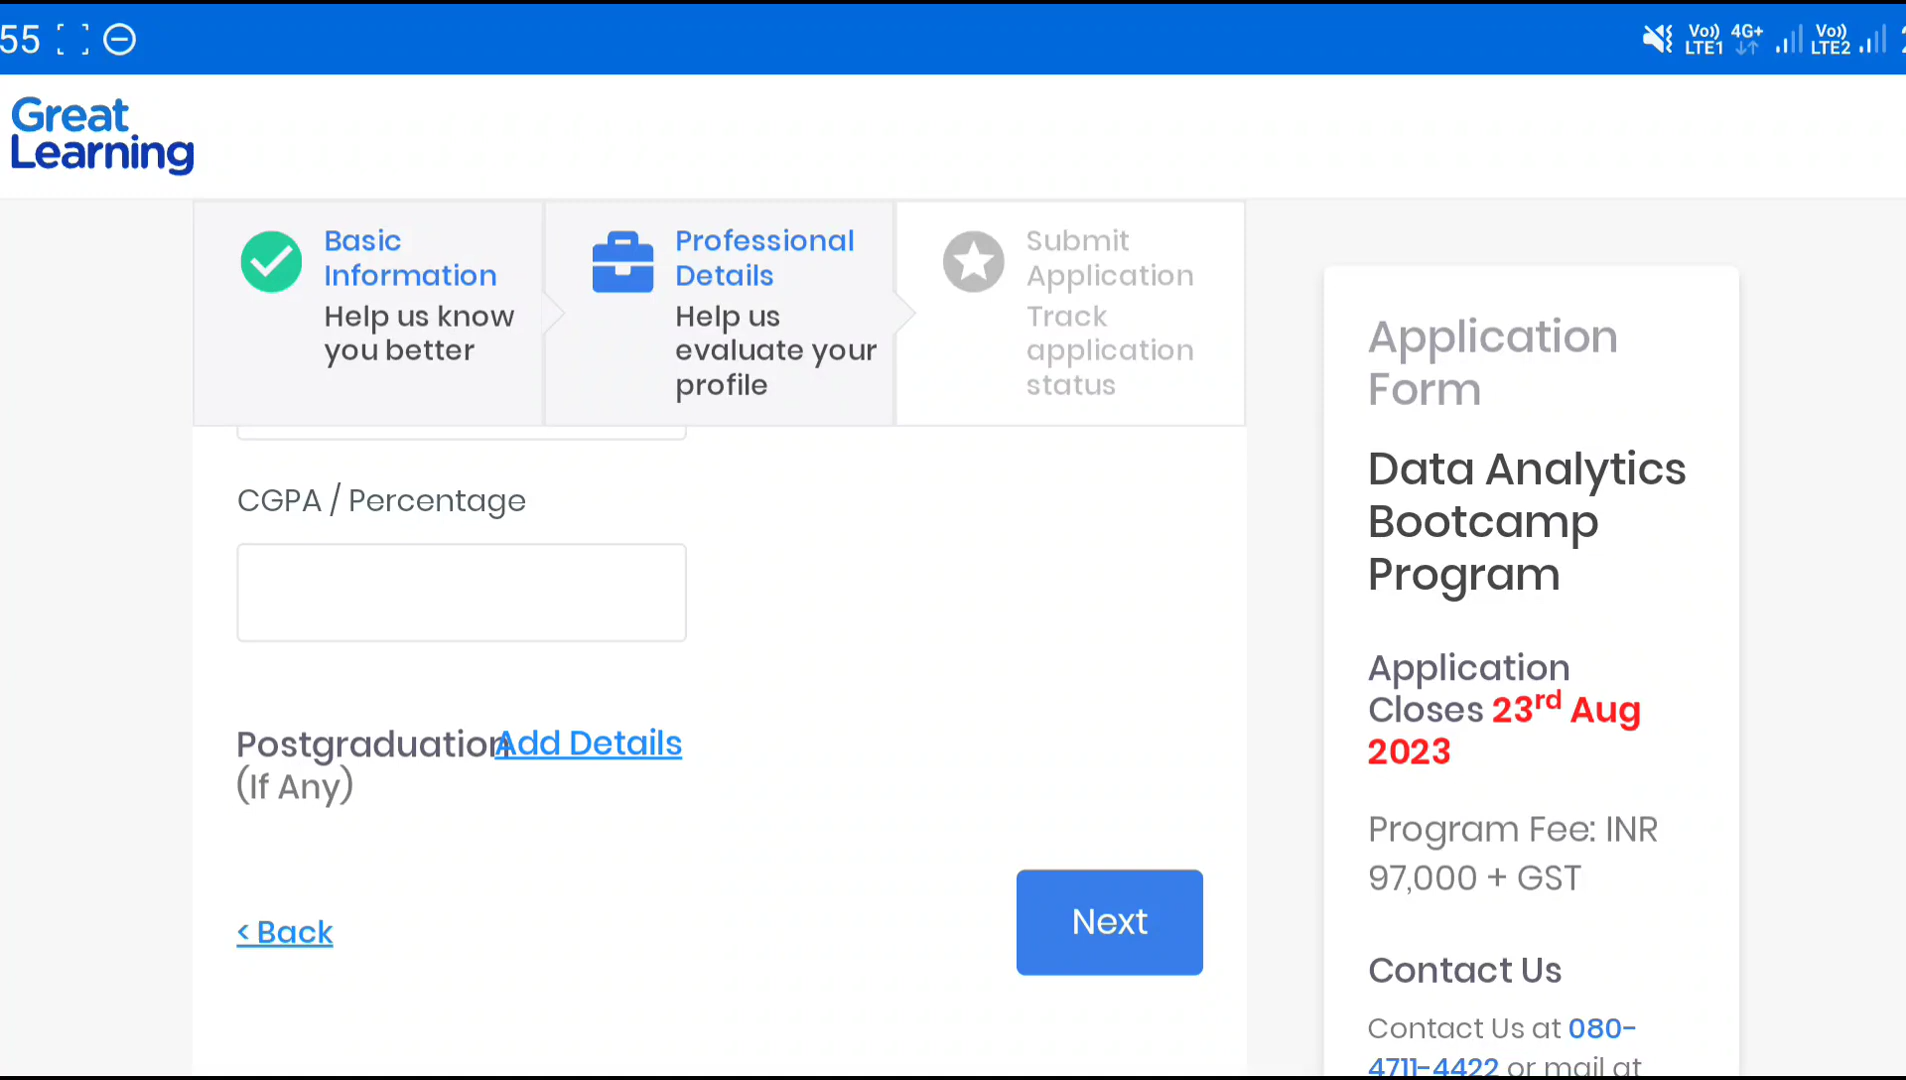 55
Vo)) LTE1 4G+ Vo)) LTE2
Great
Learning
Basic
Information
Help us know
you better
Professional
Details
Help us
evaluate your
profile
Submit
Application
Track
application
status
CGPA / Percentage
Postgraduation Add Details
(If Any)
< Back
Next
Application
Form
Data Analytics
Bootcamp
Program
Application
Closes 23rd Aug
2023
Program Fee: INR
97,000 + GST
Contact Us
Contact Us at 080-
4711-4422 or mail at